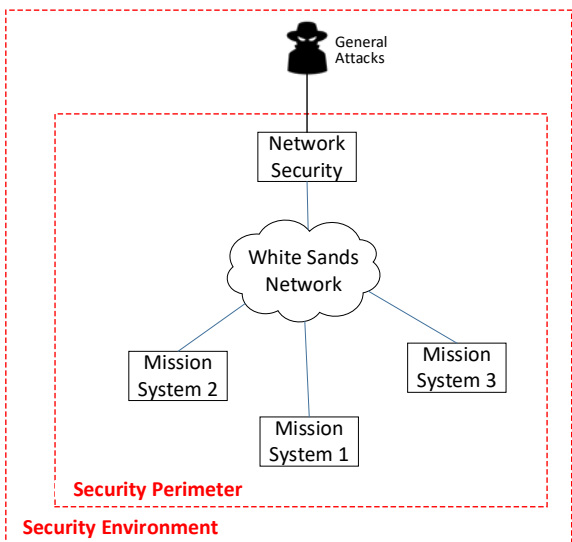 General
Attacks
Network
Security
White Sands
Network
Mission
System 2
Mission
System 3
Mission
System 1
Security Perimeter
Security Environment